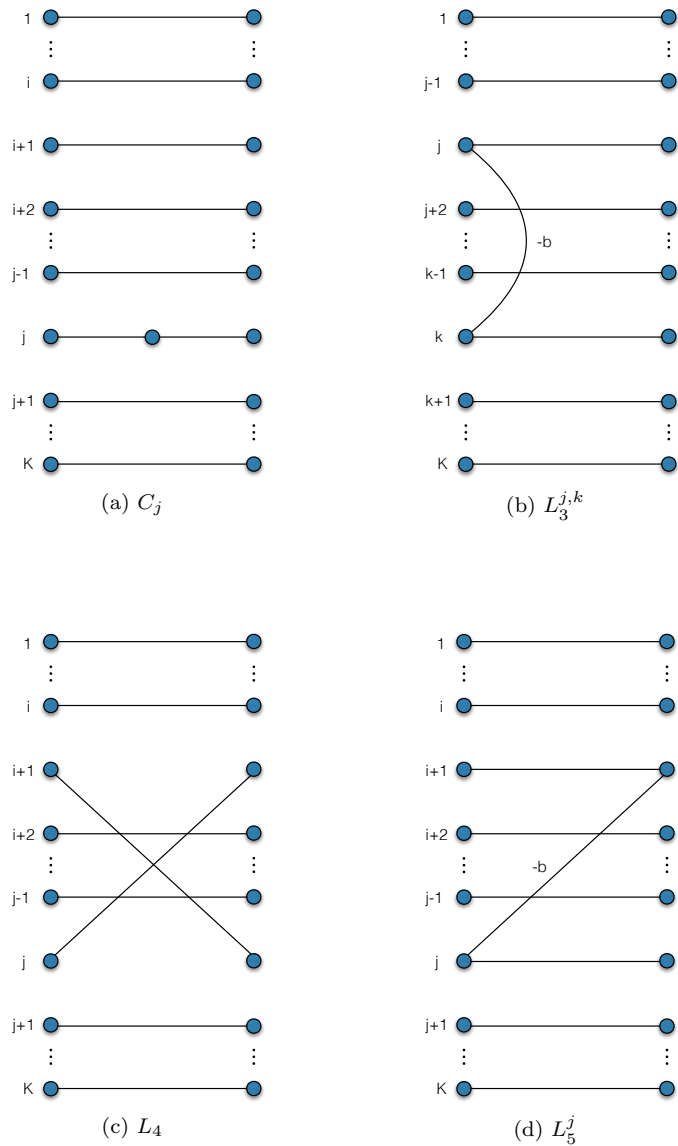 1
⋮ ⋮
i
i+1
i+2
⋮ ⋮
j-1
j
j+1
⋮ ⋮
K
(a) C_j
1
⋮ ⋮
j-1
j
j+2
⋮ ⋮
-b
k-1
k
k+1
⋮ ⋮
K
(b) L_3^{j,k}
1
⋮ ⋮
i
i+1
i+2
⋮ ⋮
j-1
j
j+1
⋮ ⋮
K
(c) L_4
1
⋮ ⋮
i
i+1
i+2
⋮ ⋮
-b
j-1
j
j+1
⋮ ⋮
K
(d) L_5^j